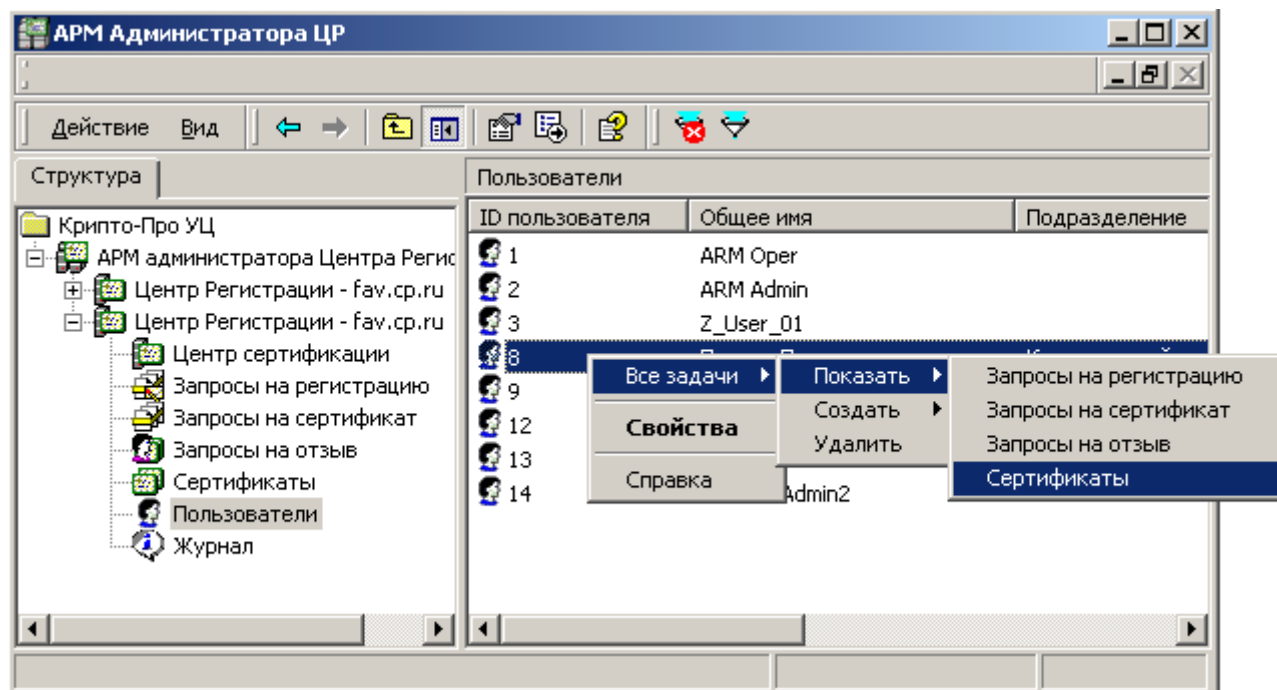 АРМ Администратора ЦР
Действие Вид
Структура
Пользователи
Крипто-Про УЦ
АРМ администратора Центра Регис
Центр Регистрации - fav.cp.ru
Центр Регистрации - fav.cp.ru
Центр сертификации
Запросы на регистрацию
Запросы на сертификат
Запросы на отзыв
Сертификаты
Пользователи
Журнал
ID пользователя Общее имя Подразделение
1 ARM Oper
2 ARM Admin
3 Z_User_01
8
9
12
13
14 Admin2
Все задачи
Свойства
Справка
Показать
Создать
Удалить
Запросы на регистрацию
Запросы на сертификат
Запросы на отзыв
Сертификаты